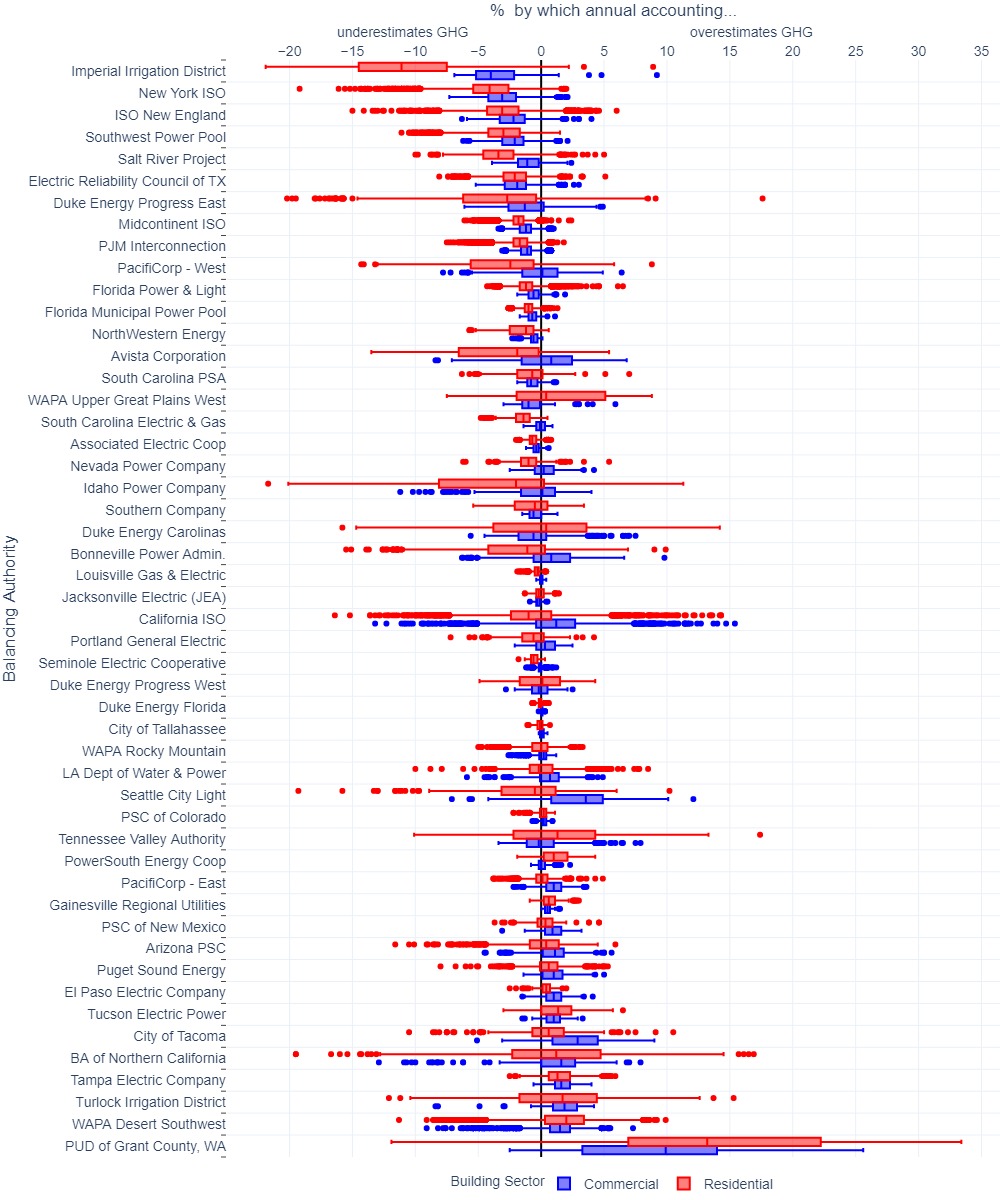 % by which annual accounting...
underestimates GHG overestimates GHG
−20 −15 −10 −5 0 5 10 15 20 25 30 35
Imperial Irrigation District
New York ISO
ISO New England
Southwest Power Pool
Salt River Project
Electric Reliability Council of TX
Duke Energy Progress East
Midcontinent ISO
PJM Interconnection
PacifiCorp - West
Florida Power & Light
Florida Municipal Power Pool
NorthWestern Energy
Avista Corporation
South Carolina PSA
WAPA Upper Great Plains West
South Carolina Electric & Gas
Associated Electric Coop
Nevada Power Company
Idaho Power Company
Southern Company
Duke Energy Carolinas
Bonneville Power Admin.
Louisville Gas & Electric
Jacksonville Electric (JEA)
California ISO
Portland General Electric
Seminole Electric Cooperative
Duke Energy Progress West
Duke Energy Florida
City of Tallahassee
WAPA Rocky Mountain
LA Dept of Water & Power
Seattle City Light
PSC of Colorado
Tennessee Valley Authority
PowerSouth Energy Coop
PacifiCorp - East
Gainesville Regional Utilities
PSC of New Mexico
Arizona PSC
Puget Sound Energy
El Paso Electric Company
Tucson Electric Power
City of Tacoma
BA of Northern California
Tampa Electric Company
Turlock Irrigation District
WAPA Desert Southwest
PUD of Grant County, WA
Balancing Authority
Building Sector Commercial Residential